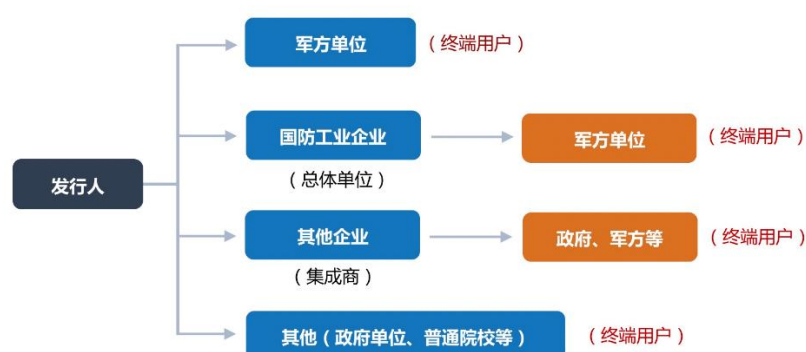 军方单位 （终端用户）
国防工业企业 军方单位 （终端用户）
（总体单位）
发行人
其他企业 政府、军方等 （终端用户）
（集成商）
其他（政府单位、普通院校等） （终端用户）